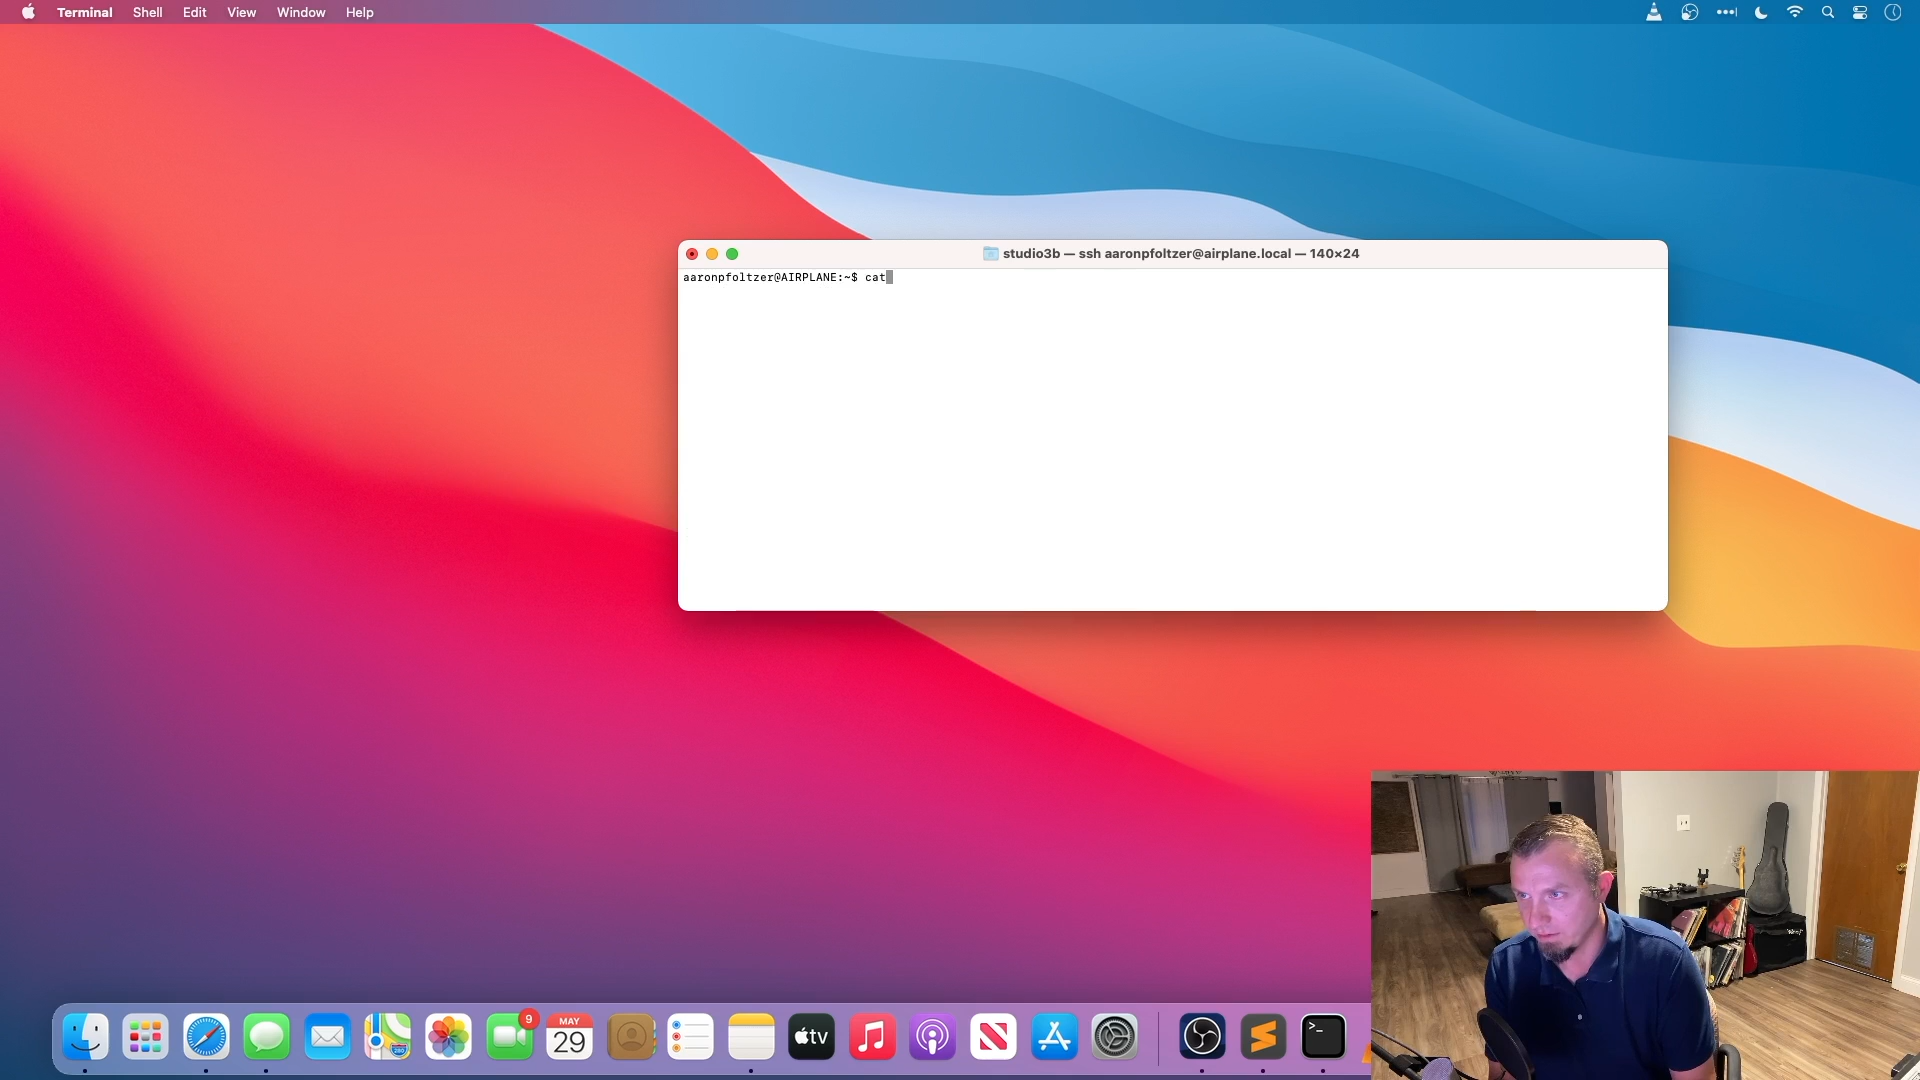 Terminal Shell Edit View Window Help
studio3b — ssh aaronpfoltzer@airplane.local — 140×24
aaronpfoltzer@AIRPLANE:~$ cat
9
MAY
29
tv
>_